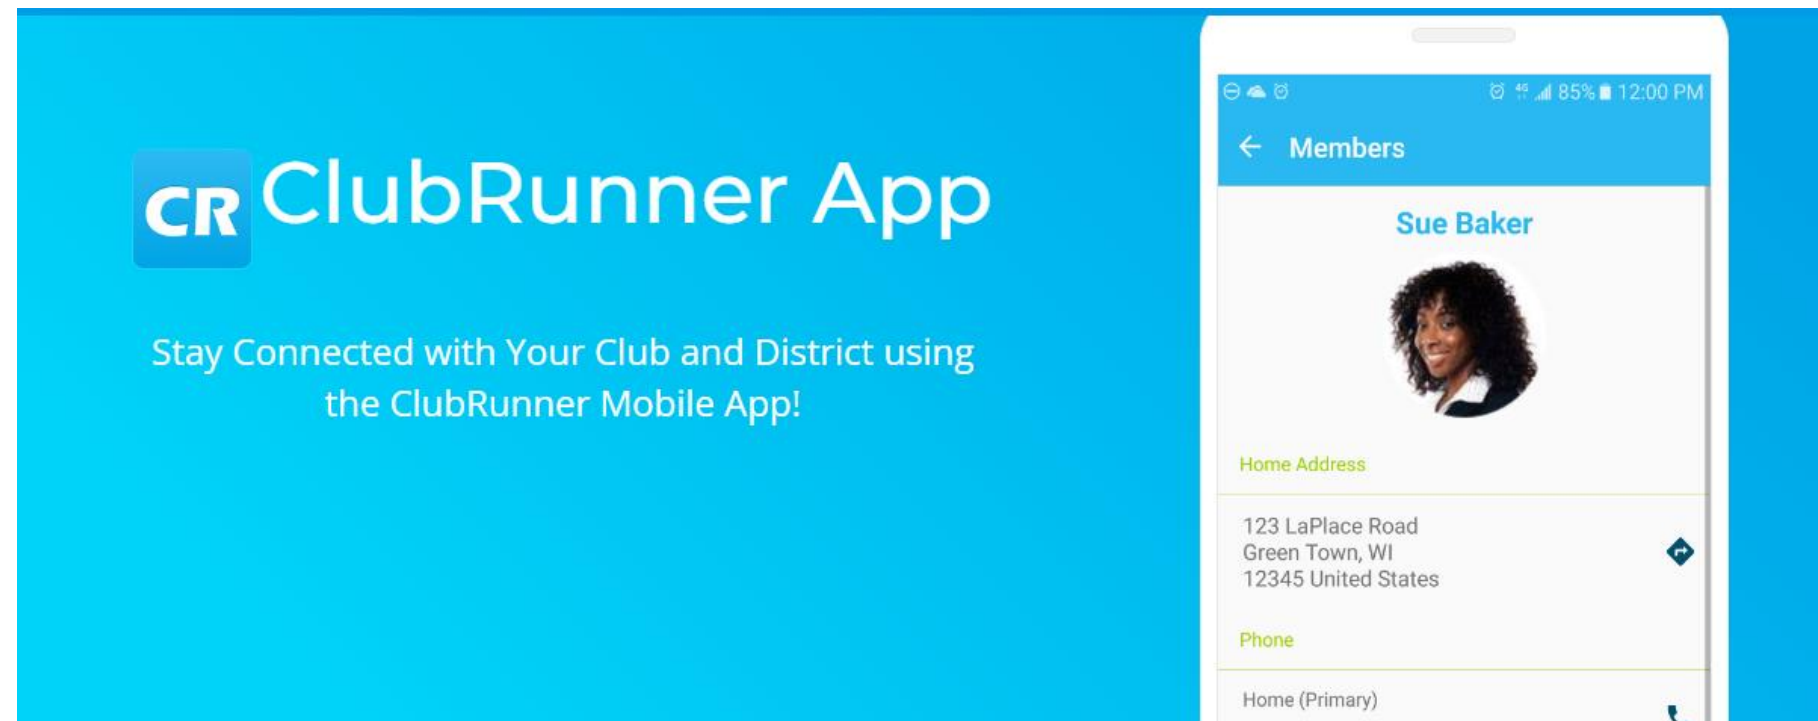 CR ClubRunner App
Stay Connected with Your Club and District using
the ClubRunner Mobile App!
4G 85% 12:00 PM
Members
Sue Baker
Home Address
123 LaPlace Road
Green Town, WI
12345 United States
Phone
Home (Primary)